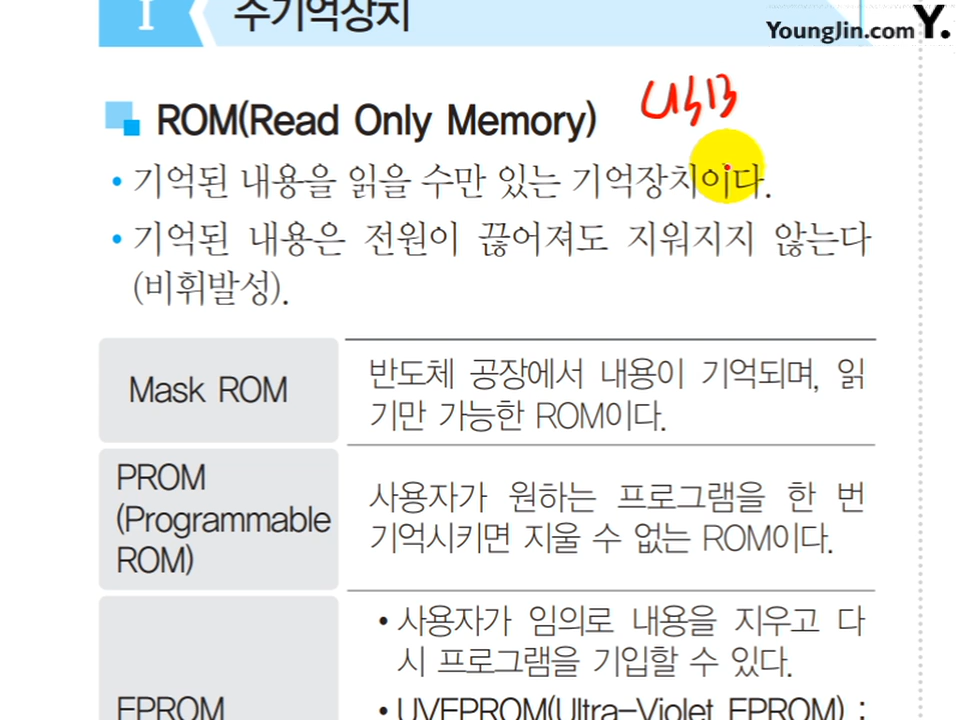 I 주기억장치
YoungJin.com Y.
USB
ROM(Read Only Memory)
• 기억된 내용을 읽을 수만 있는 기억장치이다.
• 기억된 내용은 전원이 끊어져도 지워지지 않는다
(비휘발성).
Mask ROM
반도체 공장에서 내용이 기억되며, 읽
기만 가능한 ROM이다.
PROM
(Programmable
ROM)
사용자가 원하는 프로그램을 한 번
기억시키면 지울 수 없는 ROM이다.
EPROM
• 사용자가 임의로 내용을 지우고 다
시 프로그램을 기입할 수 있다.
• UVEPROM(Ultra-Violet EPROM) :